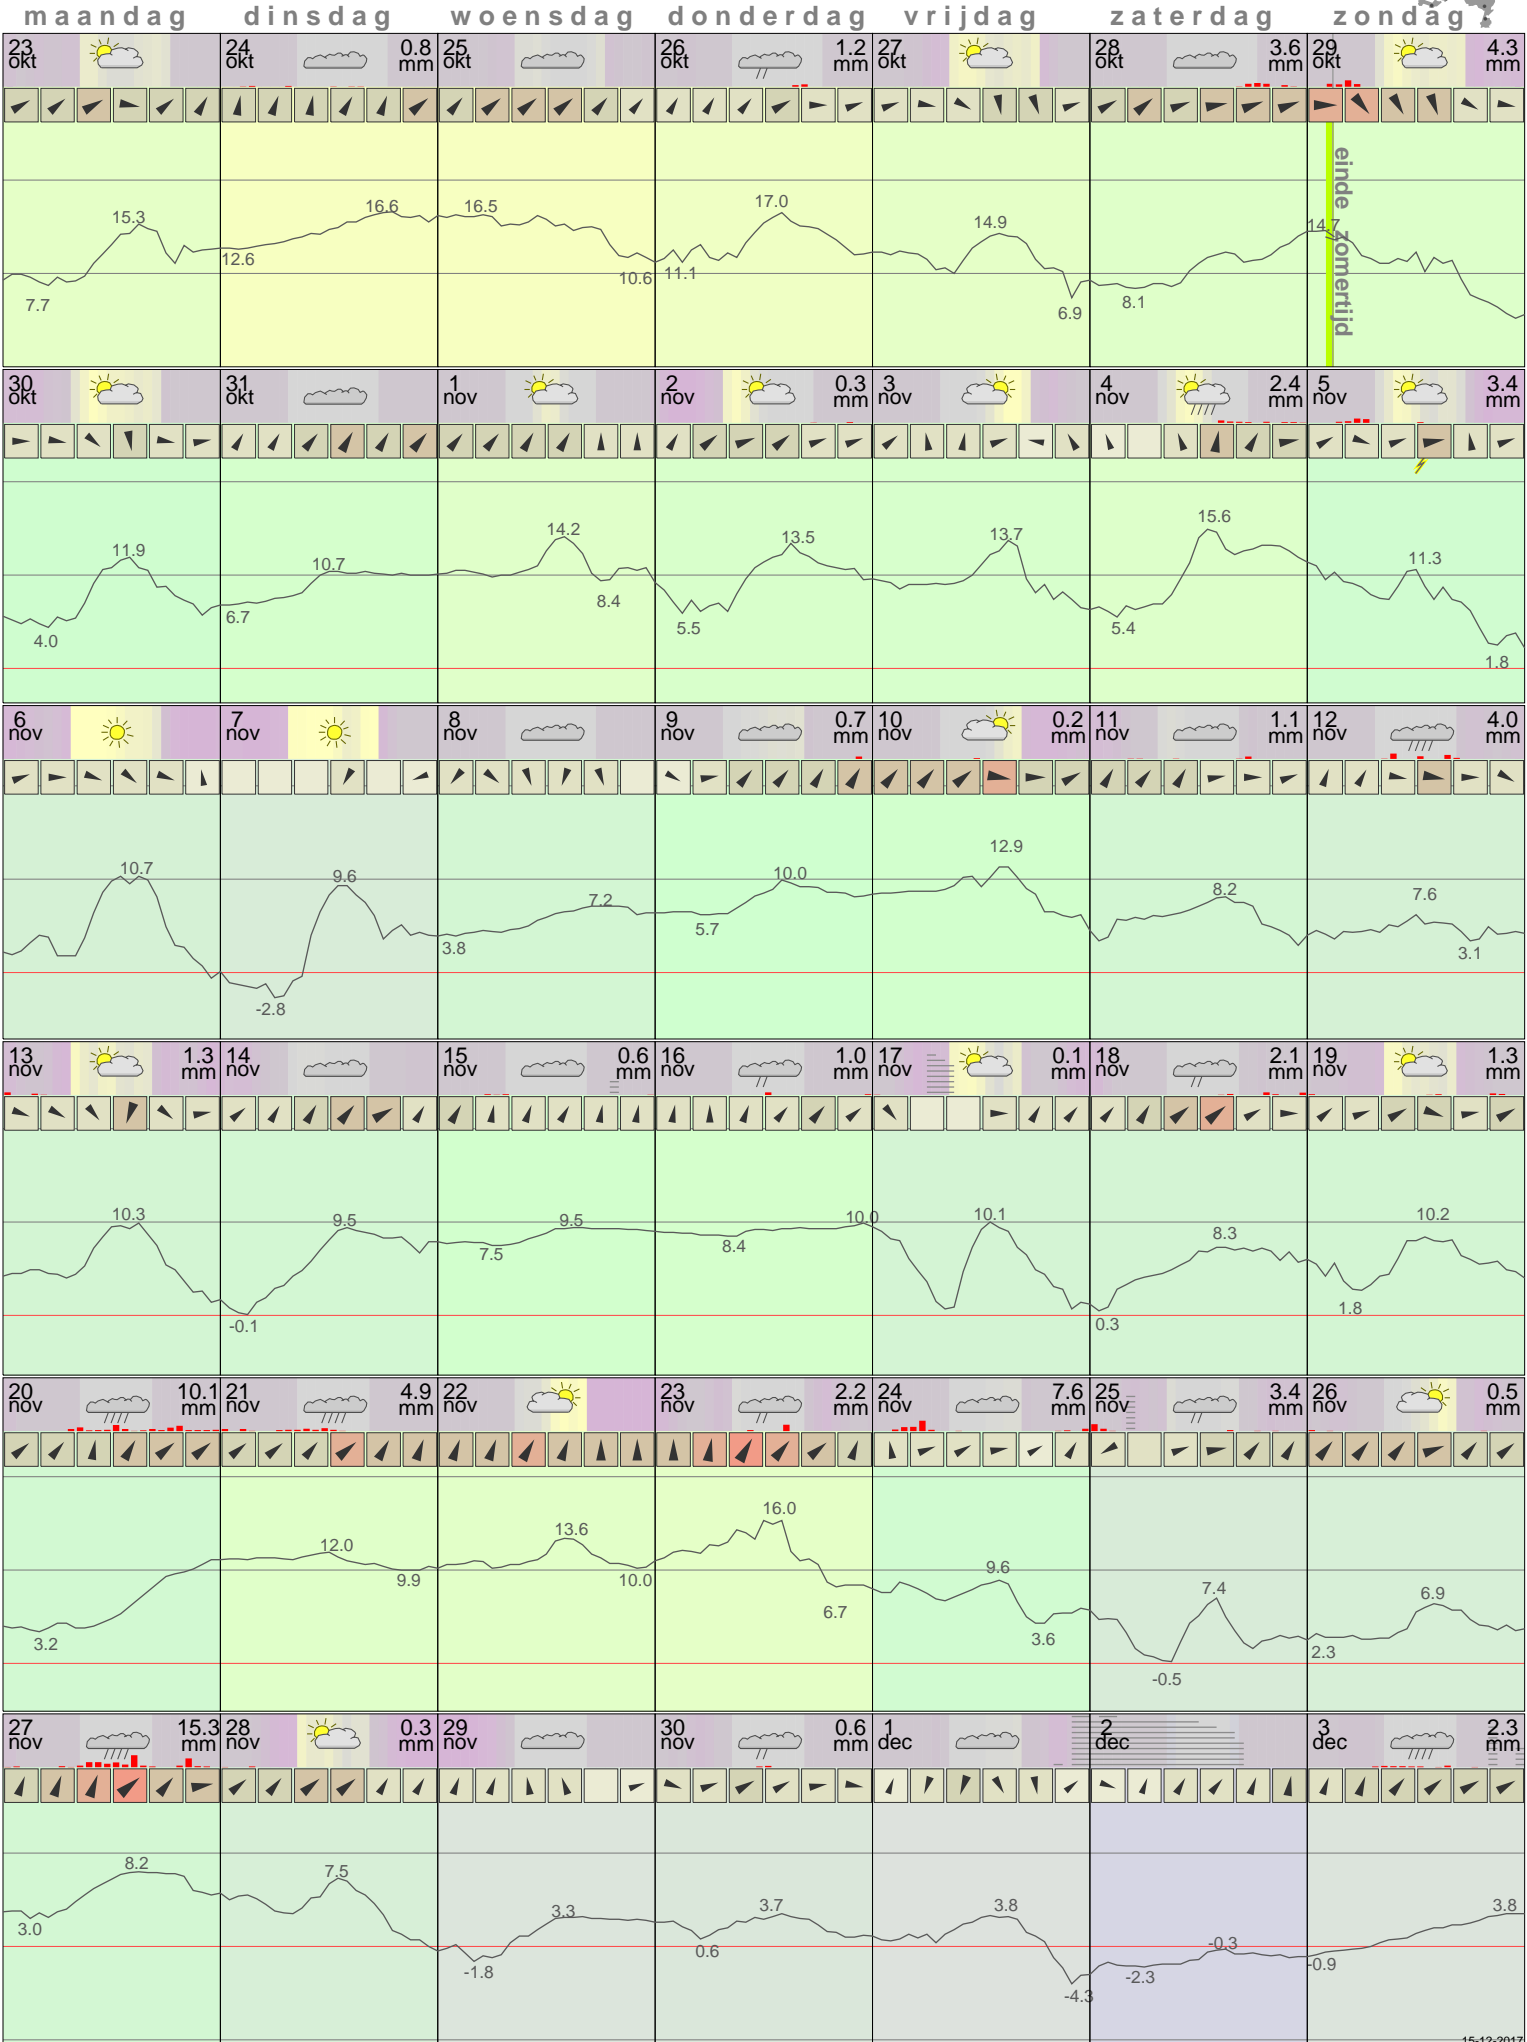 maandag dinsdag woensdag donderdag vrijdag zaterdag zondag
23 okt
24 okt 0.8 mm
25 okt
26 okt 1.2 mm
27 okt
28 okt 3.6 mm
29 okt 4.3 mm
7.7 15.3 12.6 16.6 16.5 10.6 11.1 17.0 14.9 6.9 8.1 14.7
einde zomertijd
30 okt
31 okt
1 nov
2 nov 0.3 mm
3 nov
4 nov 2.4 mm
5 nov 3.4 mm
4.0 11.9 6.7 10.7 14.2 8.4 5.5 13.5 13.7 5.4 15.6 11.3 1.8
6 nov
7 nov
8 nov
9 nov 0.7 mm
10 nov 0.2 mm
11 nov 1.1 mm
12 nov 4.0 mm
10.7 -2.8 9.6 3.8 7.2 5.7 10.0 12.9 8.2 7.6 3.1
13 nov 1.3 mm
14 nov
15 nov 0.6 mm
16 nov 1.0 mm
17 nov 0.1 mm
18 nov 2.1 mm
19 nov 1.3 mm
10.3 -0.1 9.5 7.5 9.5 8.4 10.0 10.1 0.3 8.3 1.8 10.2
20 nov 10.1 mm
21 nov 4.9 mm
22 nov
23 nov 2.2 mm
24 nov 7.6 mm
25 nov 3.4 mm
26 nov 0.5 mm
3.2 12.0 9.9 13.6 10.0 16.0 6.7 9.6 3.6 -0.5 7.4 2.3 6.9
27 nov 15.3 mm
28 nov 0.3 mm
29 nov
30 nov 0.6 mm
1 dec
2 dec
3 dec 2.3 mm
3.0 8.2 7.5 -1.8 3.3 0.6 3.7 3.8 -4.3 -2.3 -0.3 -0.9 3.8
15-12-2017